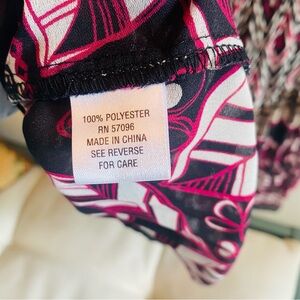 100% POLYESTER
RN 57096
MADE IN CHINA
SEE REVERSE
FOR CARE